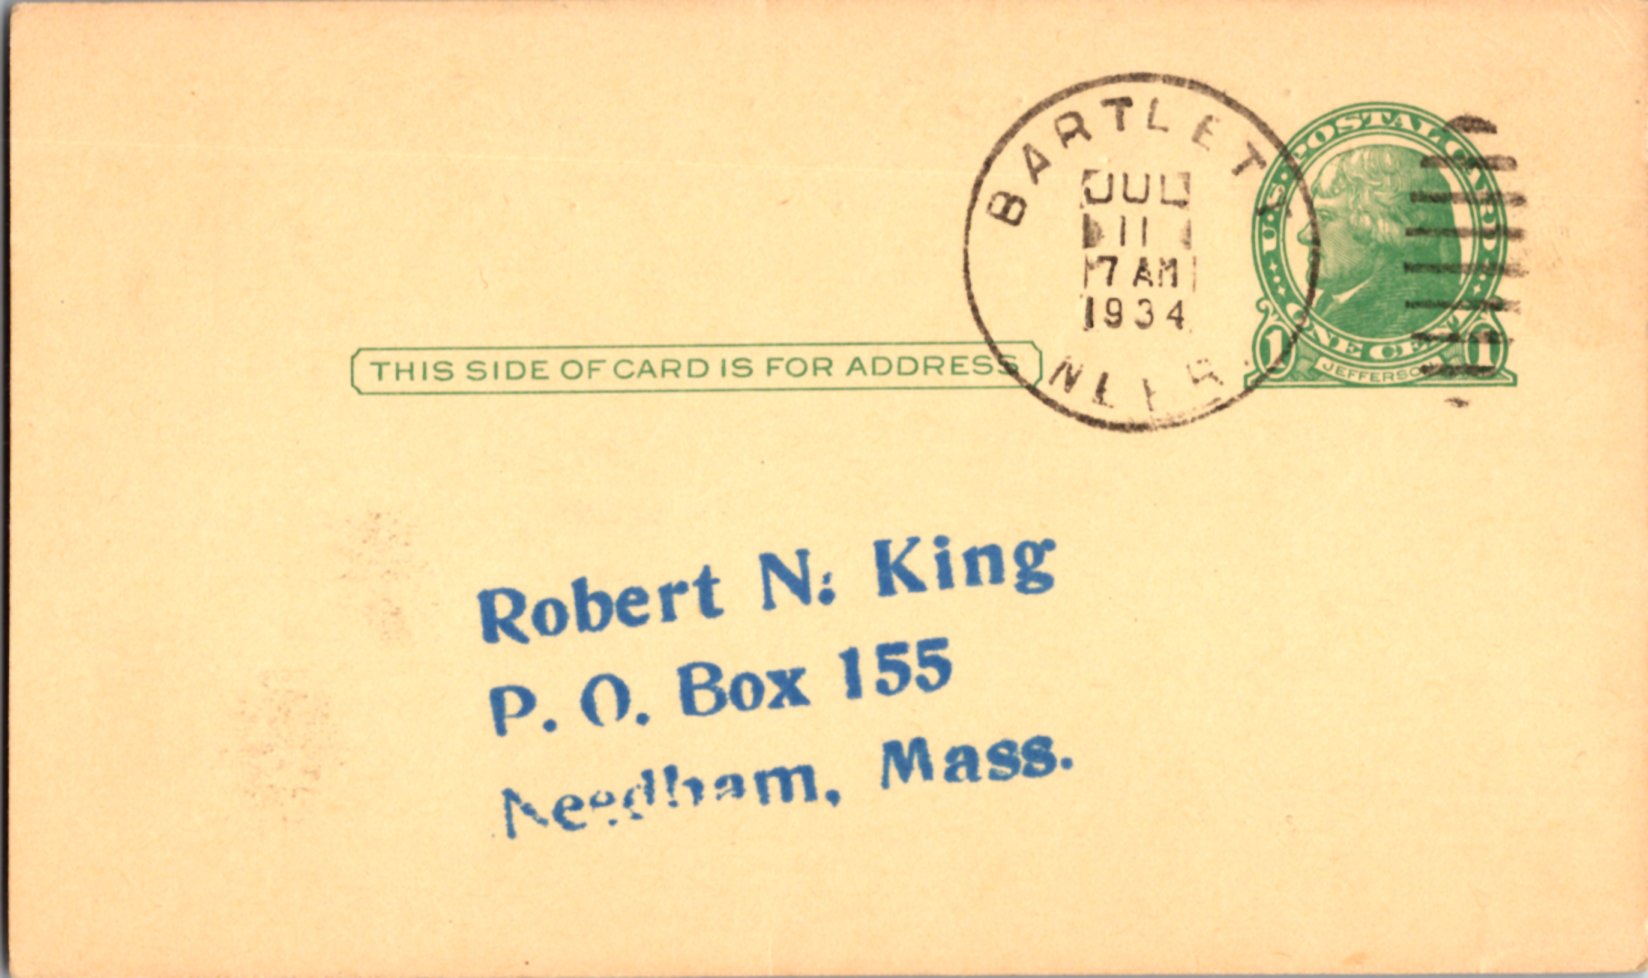 BARTLETT
JUL
11
7 AM
1934
NEBR.
U.S. POSTAL CARD
ONE CENT
1 JEFFERSON 1
THIS SIDE OF CARD IS FOR ADDRESS
Robert N. King
P. O. Box 155
Needham, Mass.